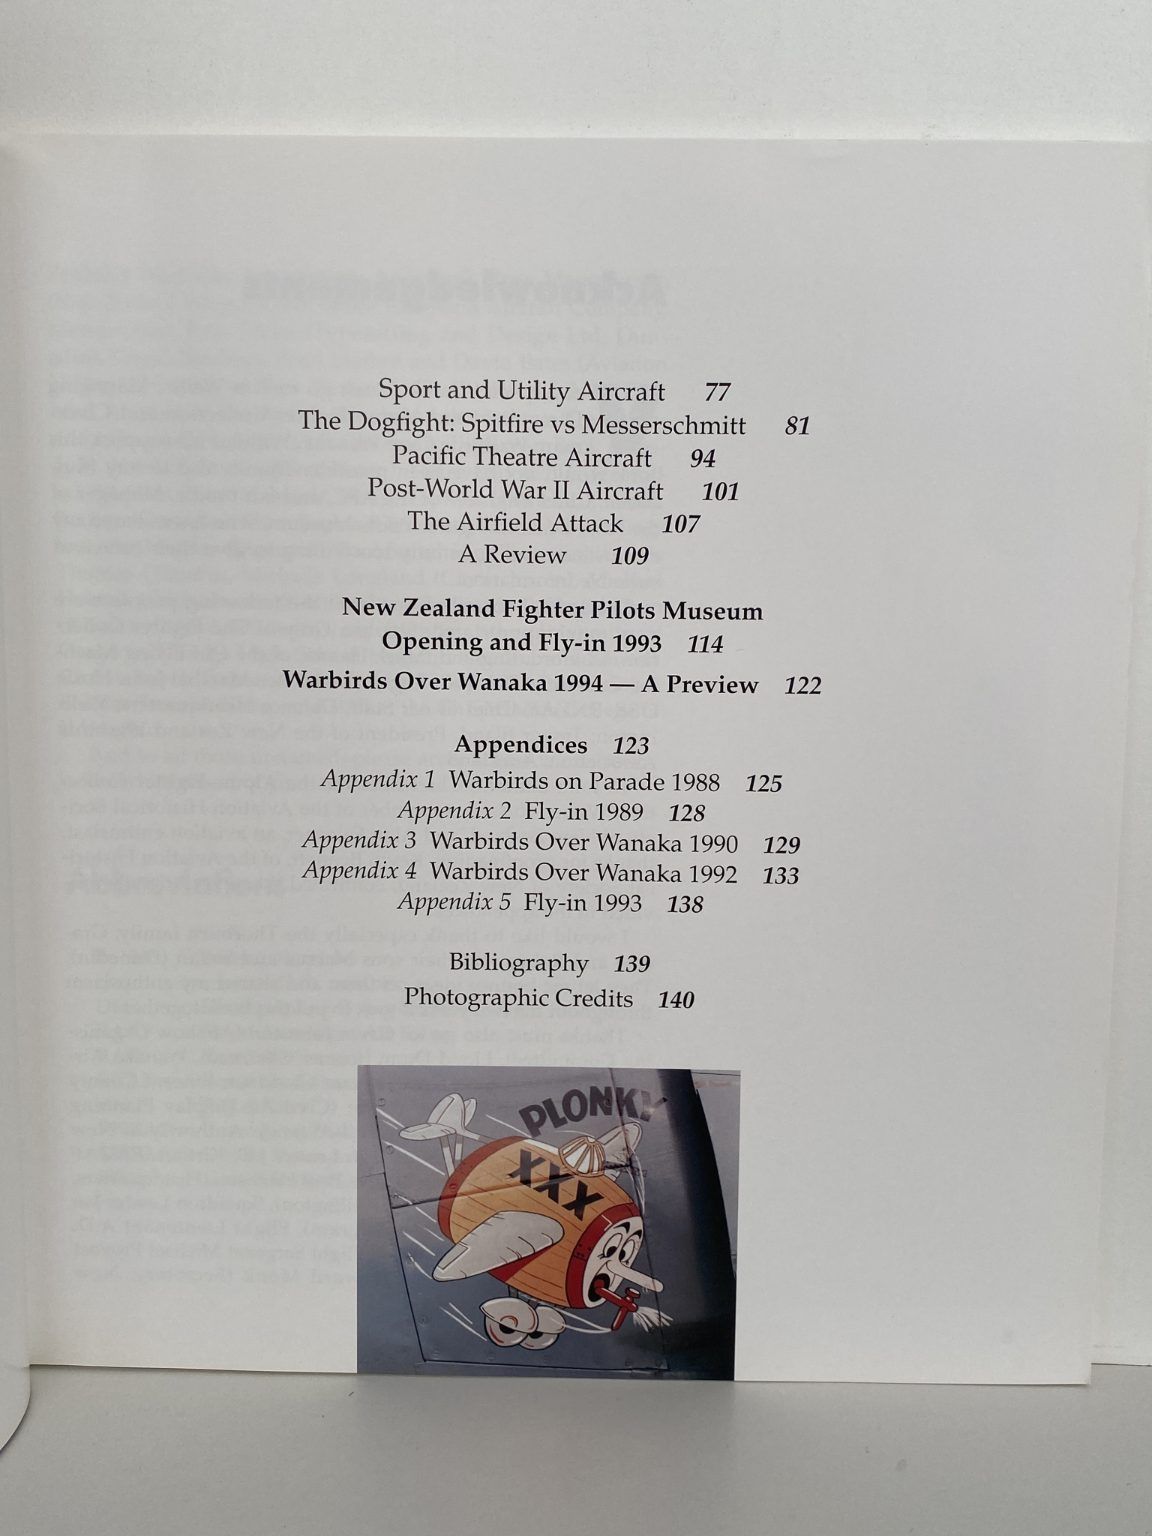 Sport and Utility Aircraft 77
The Dogfight: Spitfire vs Messerschmitt 81
Pacific Theatre Aircraft 94
Post-World War II Aircraft 101
The Airfield Attack 107
A Review 109
New Zealand Fighter Pilots Museum
Opening and Fly-in 1993 114
Warbirds Over Wanaka 1994 — A Preview 122
Appendices 123
Appendix 1 Warbirds on Parade 1988 125
Appendix 2 Fly-in 1989 128
Appendix 3 Warbirds Over Wanaka 1990 129
Appendix 4 Warbirds Over Wanaka 1992 133
Appendix 5 Fly-in 1993 138
Bibliography 139
Photographic Credits 140
PLONKY
XXX